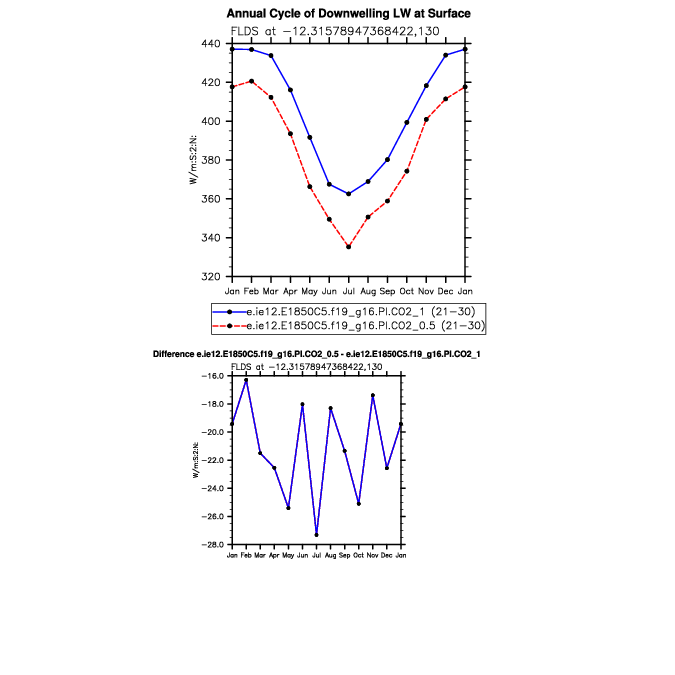 Annual Cycle of Downwelling LW at Surface
FLDS at −12.31578947368422,130
440
420
400
380
360
340
320
W/m:S:2:N:
Jan Feb Mar Apr May Jun Jul Aug Sep Oct Nov Dec Jan
e.ie12.E1850C5.f19_g16.PI.CO2_1 (21−30)
e.ie12.E1850C5.f19_g16.PI.CO2_0.5 (21−30)
Difference e.ie12.E1850C5.f19_g16.PI.CO2_0.5 - e.ie12.E1850C5.f19_g16.PI.CO2_1
FLDS at −12.31578947368422,130
−16.0
−18.0
−20.0
−22.0
−24.0
−26.0
−28.0
W/m:S:2:N:
Jan Feb Mar Apr May Jun Jul Aug Sep Oct Nov Dec Jan